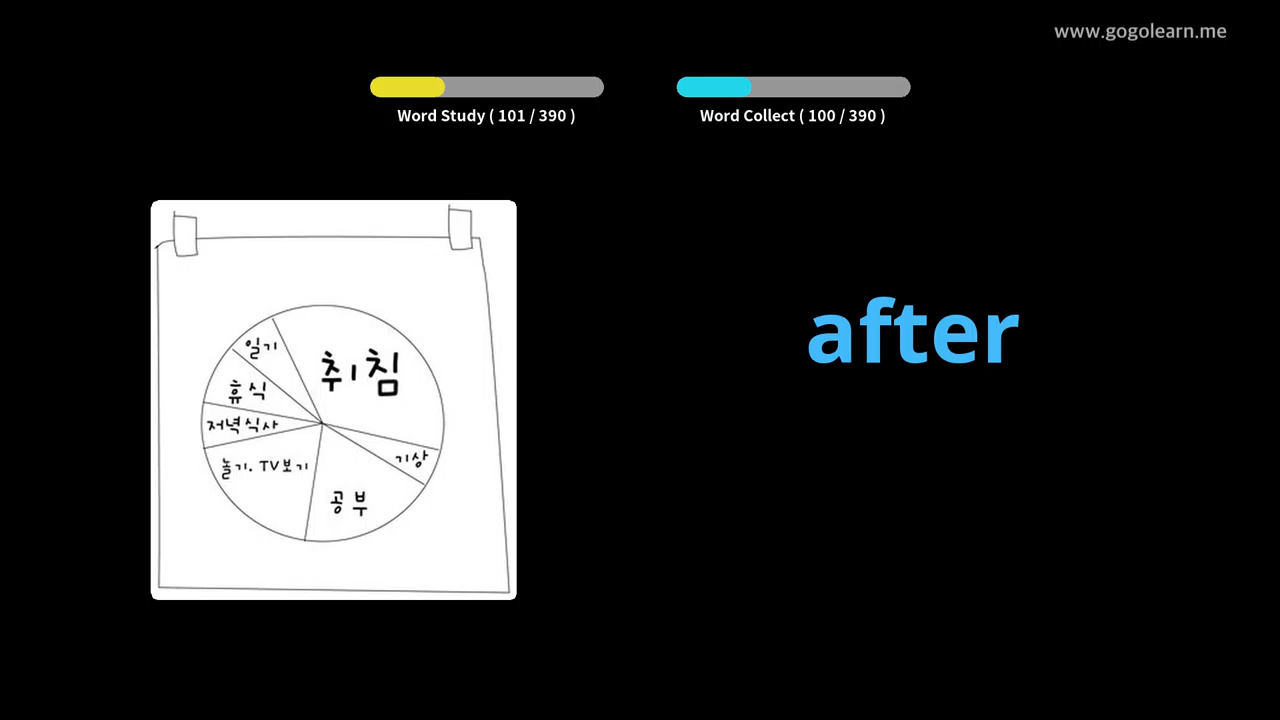 www.gogolearn.me
Word Study ( 101 / 390 )
Word Collect ( 100 / 390 )
after
일기
취침
휴식
저녁식사
놀기. TV보기
기상
공부